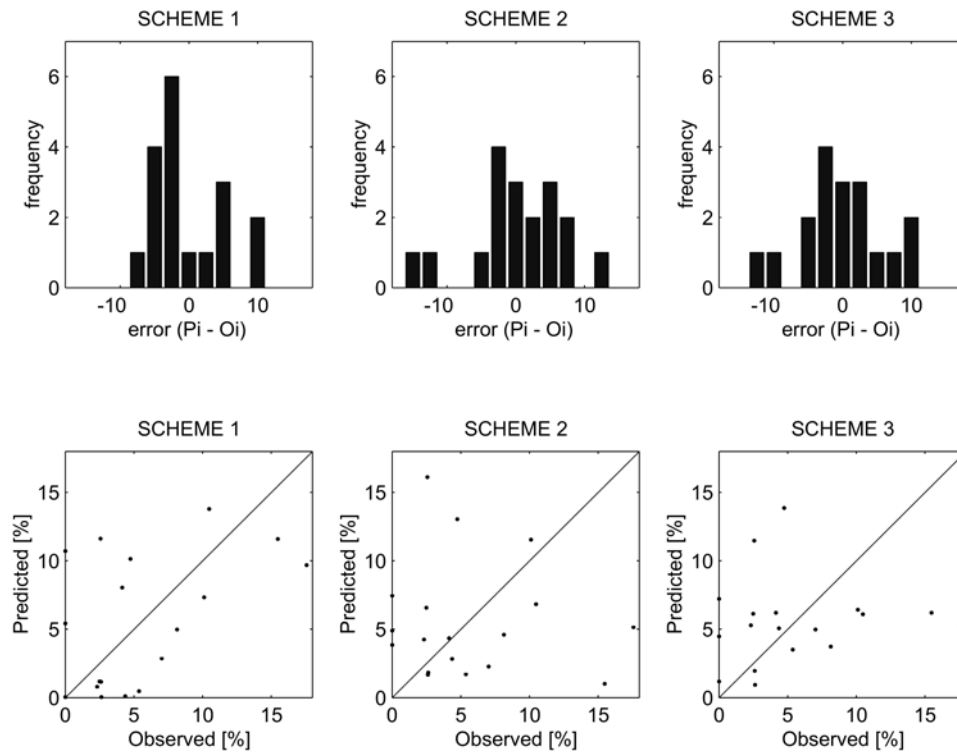 SCHEME 1
SCHEME 2
SCHEME 3
6
4
2
0
frequency
-10 0 10
error (Pi - Oi)
6
4
2
0
frequency
-10 0 10
error (Pi - Oi)
6
4
2
0
frequency
-10 0 10
error (Pi - Oi)
SCHEME 1
SCHEME 2
SCHEME 3
15
10
5
0
Predicted [%]
0 5 10 15
Observed [%]
15
10
5
0
Predicted [%]
0 5 10 15
Observed [%]
15
10
5
0
Predicted [%]
0 5 10 15
Observed [%]